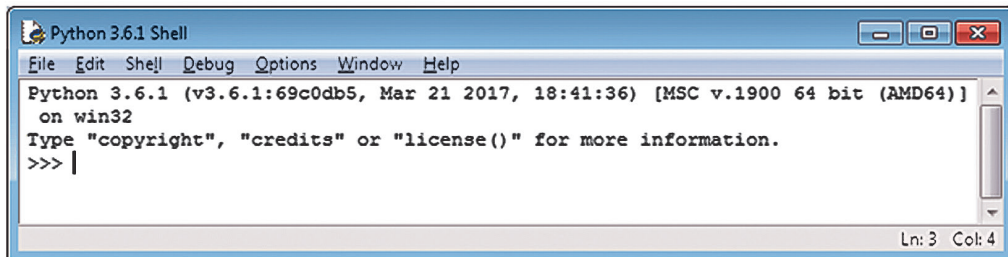 Python 3.6.1 Shell
File Edit Shell Debug Options Window Help
Python 3.6.1 (v3.6.1:69c0db5, Mar 21 2017, 18:41:36) [MSC v.1900 64 bit (AMD64)]
on win32
Type "copyright", "credits" or "license()" for more information.
>>>
Ln: 3 Col: 4